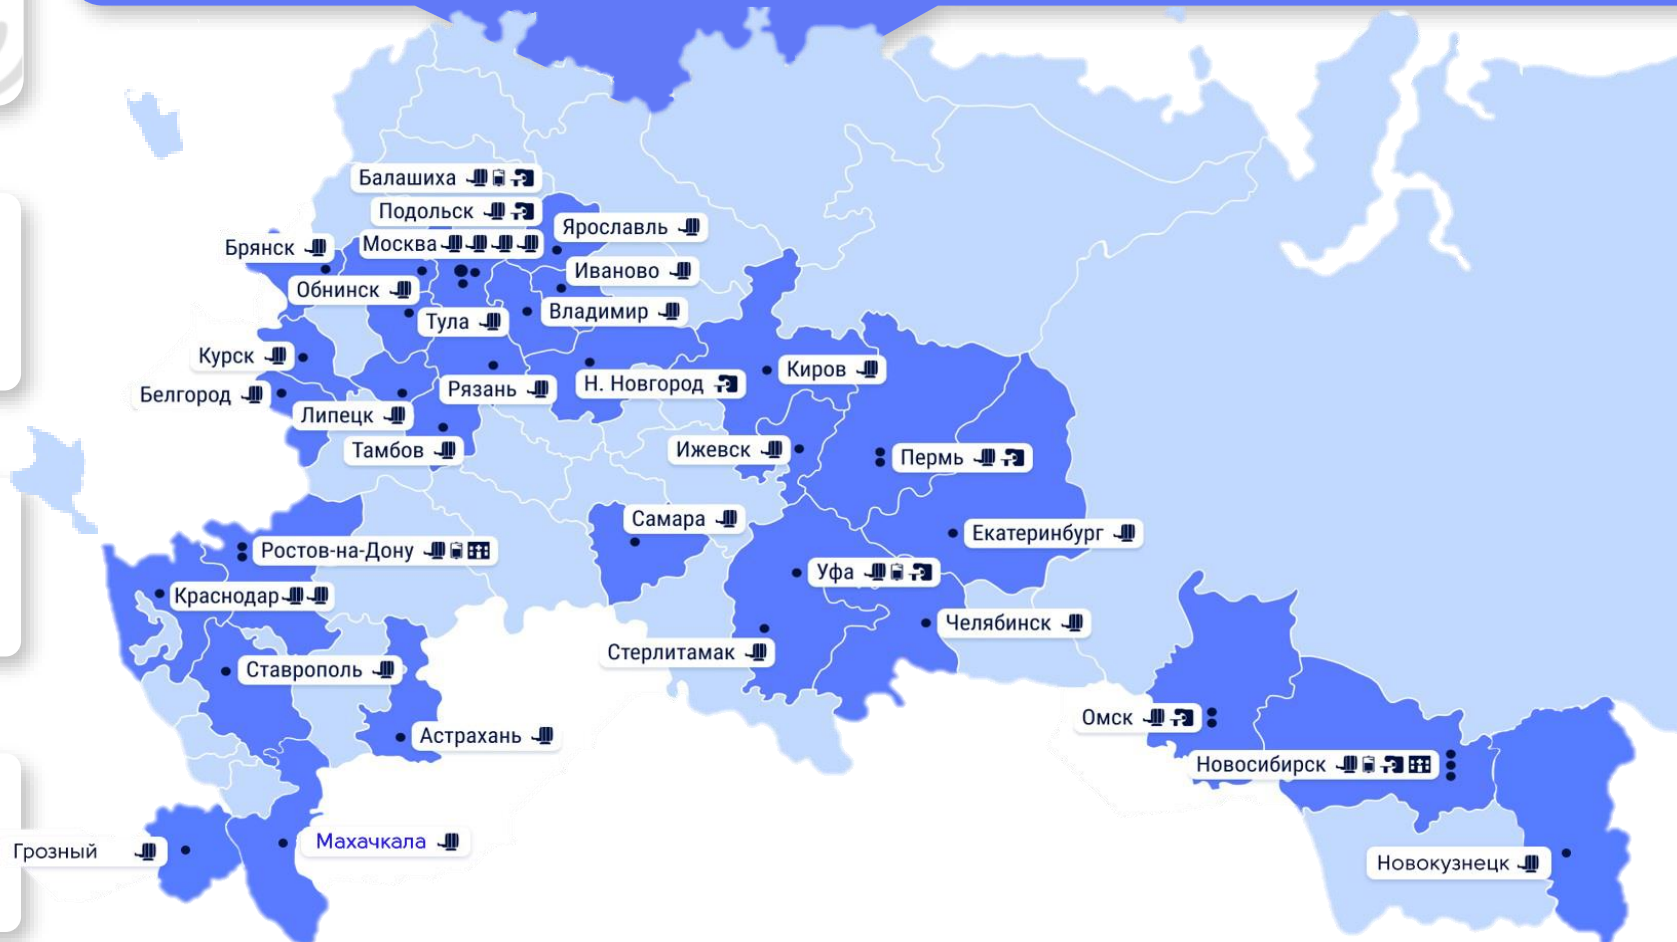 Балашиха
Подольск
Ярославль
Брянск
Москва
Иваново
Обнинск
Владимир
Тула
Курск
Киров
Н. Новгород
Рязань
Белгород
Липецк
Тамбов
Ижевск
Пермь
Самара
Екатеринбург
Ростов-на-Дону
Уфа
Краснодар
Челябинск
Стерлитамак
Ставрополь
Омск
Астрахань
Новосибирск
Махачкала
Грозный
Новокузнецк